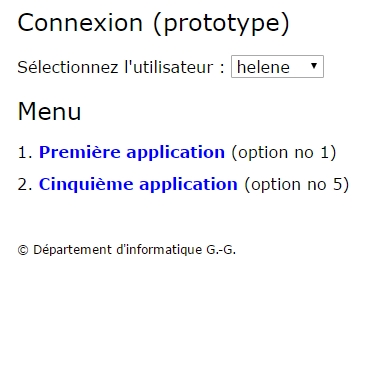 Connexion (prototype)
Sélectionnez l'utilisateur : helene
Menu
1. Première application (option no 1)
2. Cinquième application (option no 5)
© Département d'informatique G.-G.